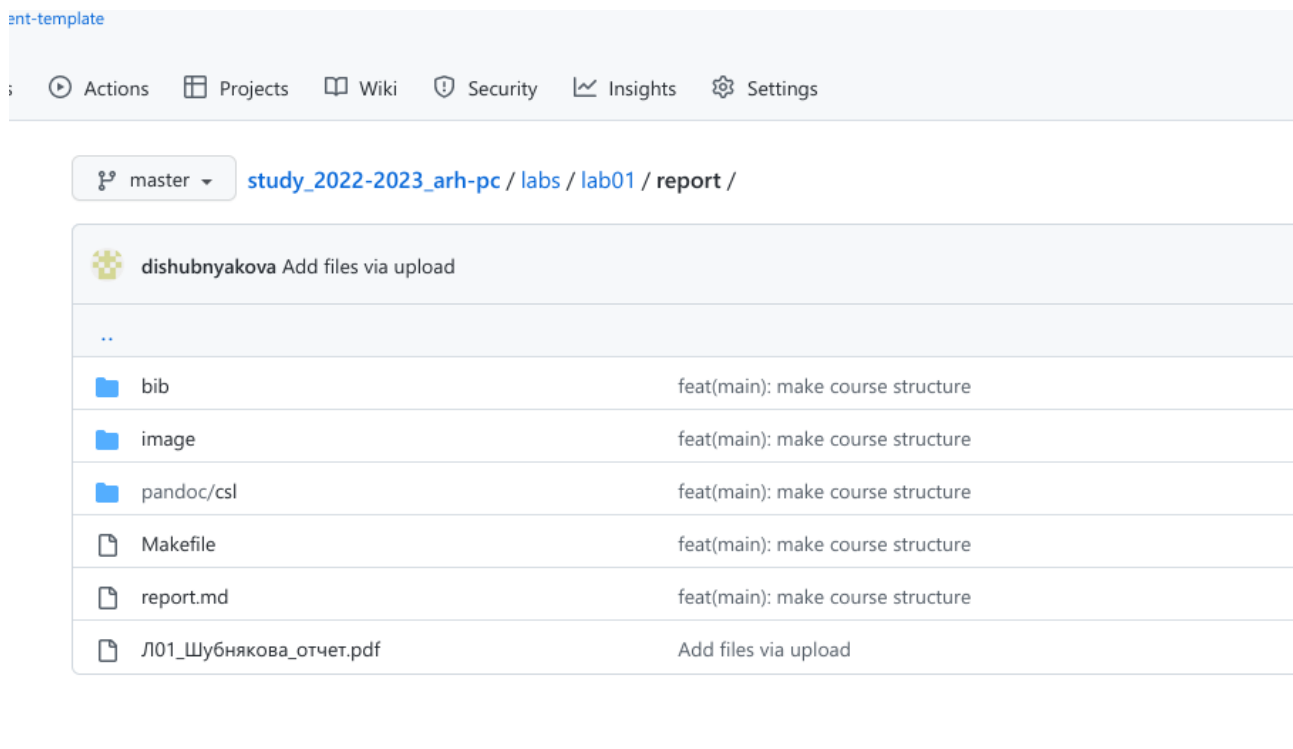 ent-template
Actions Projects Wiki Security Insights Settings
master study_2022-2023_arh-pc / labs / lab01 / report /
dishubnyakova Add files via upload
..
bib feat(main): make course structure
image feat(main): make course structure
pandoc/csl feat(main): make course structure
Makefile feat(main): make course structure
report.md feat(main): make course structure
Л01_Шубнякова_отчет.pdf Add files via upload